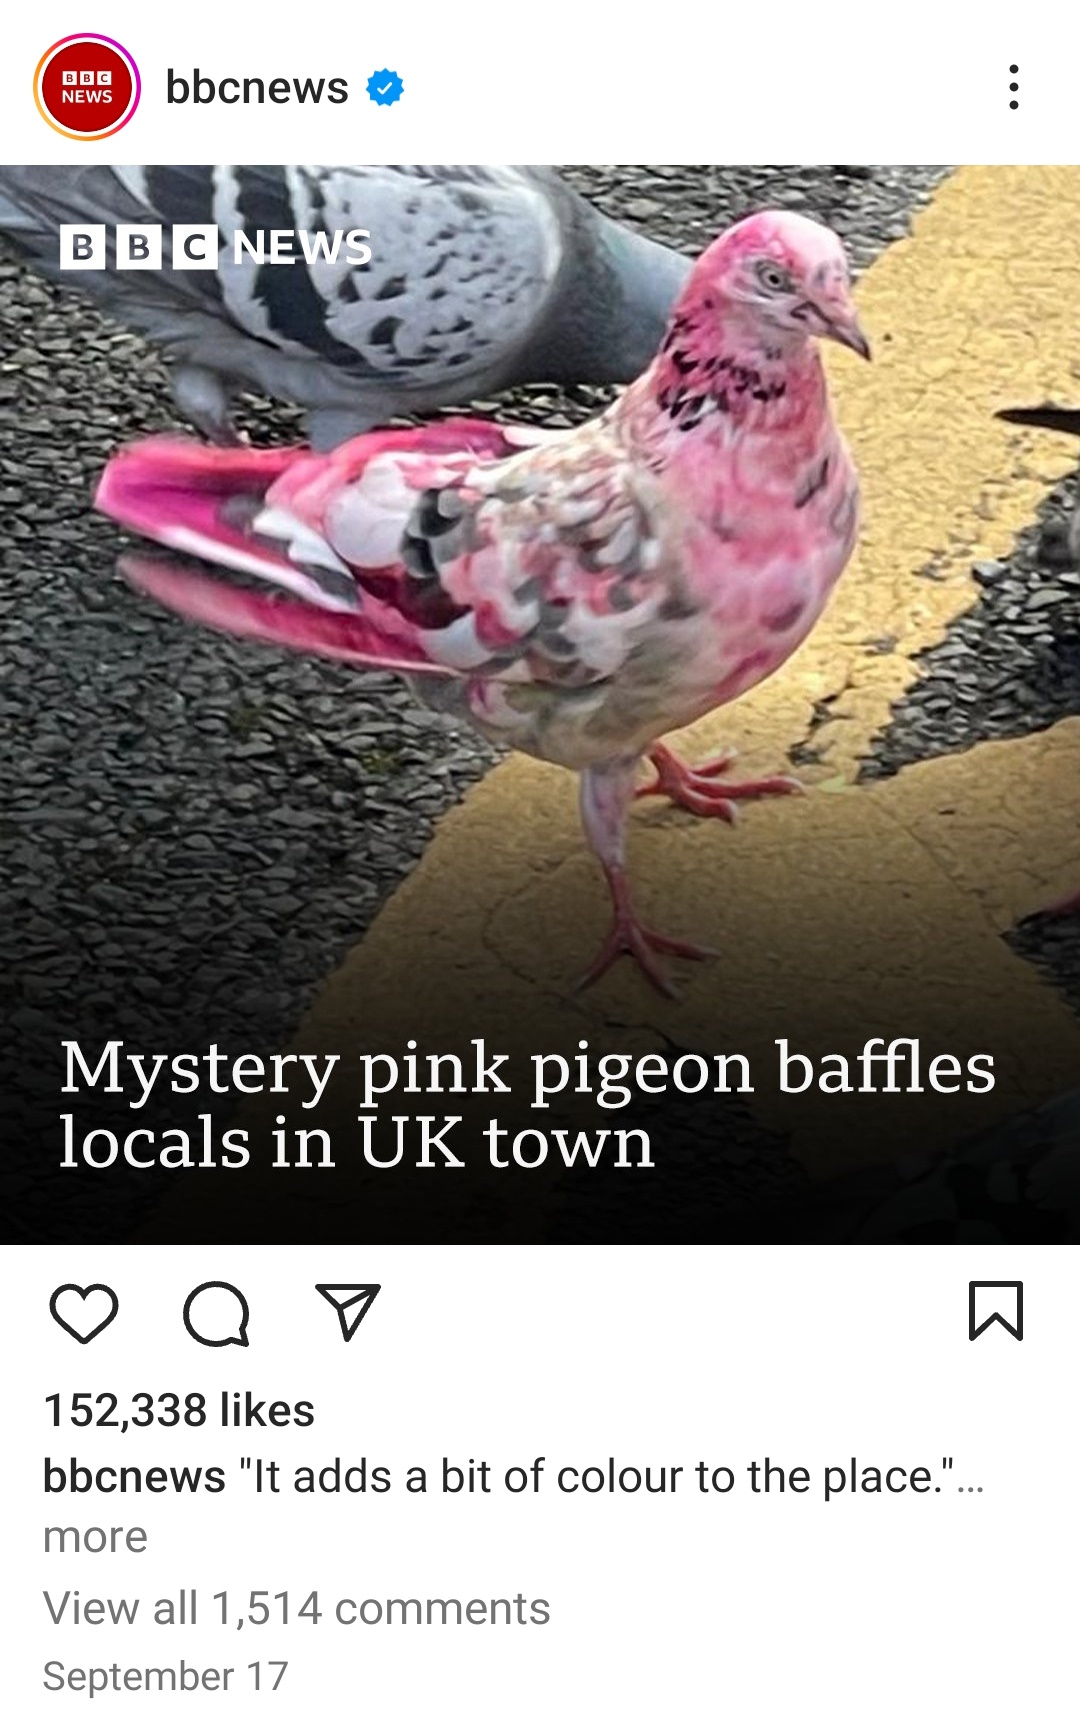 BBC
NEWS
bbcnews
BBC NEWS
Mystery pink pigeon baffles
locals in UK town
152,338 likes
bbcnews "It adds a bit of colour to the place."...
more
View all 1,514 comments
September 17